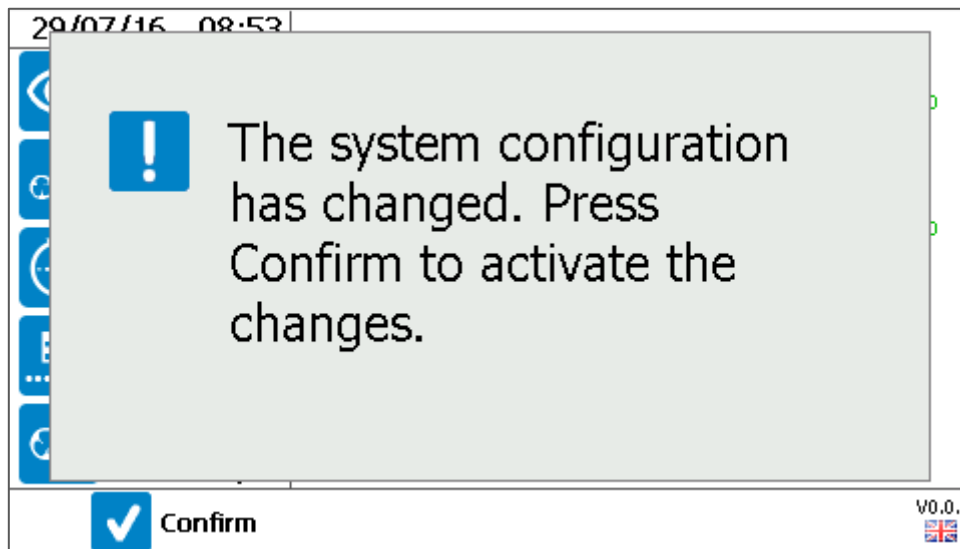 29/07/16 08:53
The system configuration
has changed. Press
Confirm to activate the
changes.
Confirm
V0.0.